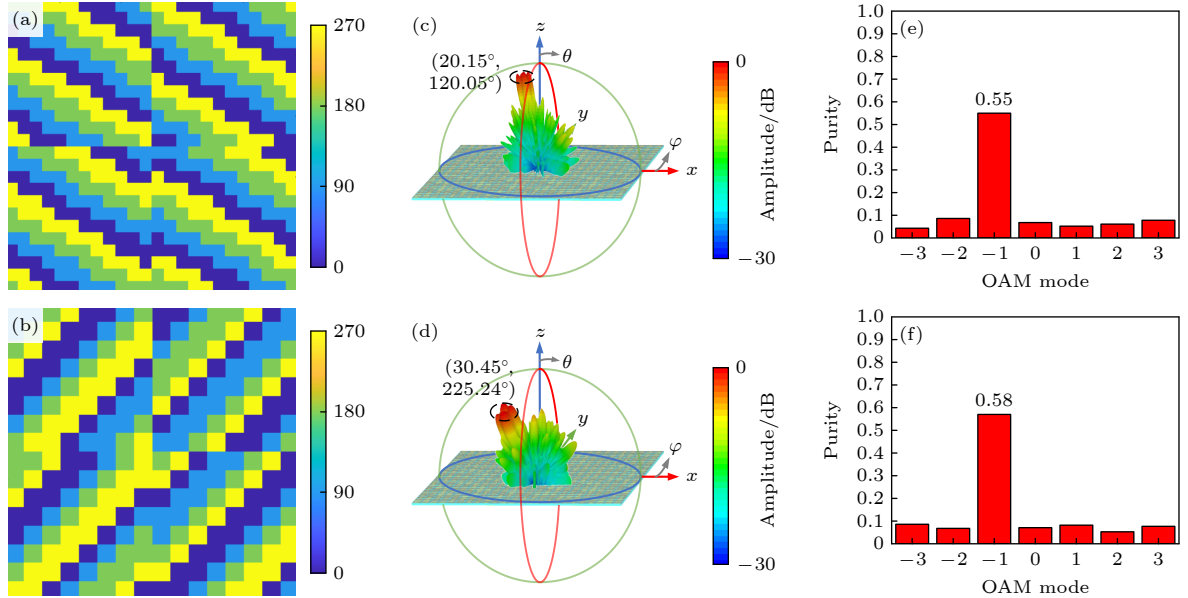 (a)
270
180
90
0
(c)
z
θ
(20.15°,
120.05°)
y
φ
x
0
Amplitude/dB
−30
(e)
1.0
0.9
0.8
0.7
0.6
0.5
0.4
0.3
0.2
0.1
0
Purity
0.55
−3 −2 −1 0 1 2 3
OAM mode
(b)
270
180
90
0
(d)
z
θ
(30.45°,
225.24°)
y
φ
x
0
Amplitude/dB
−30
(f)
1.0
0.9
0.8
0.7
0.6
0.5
0.4
0.3
0.2
0.1
0
Purity
0.58
−3 −2 −1 0 1 2 3
OAM mode